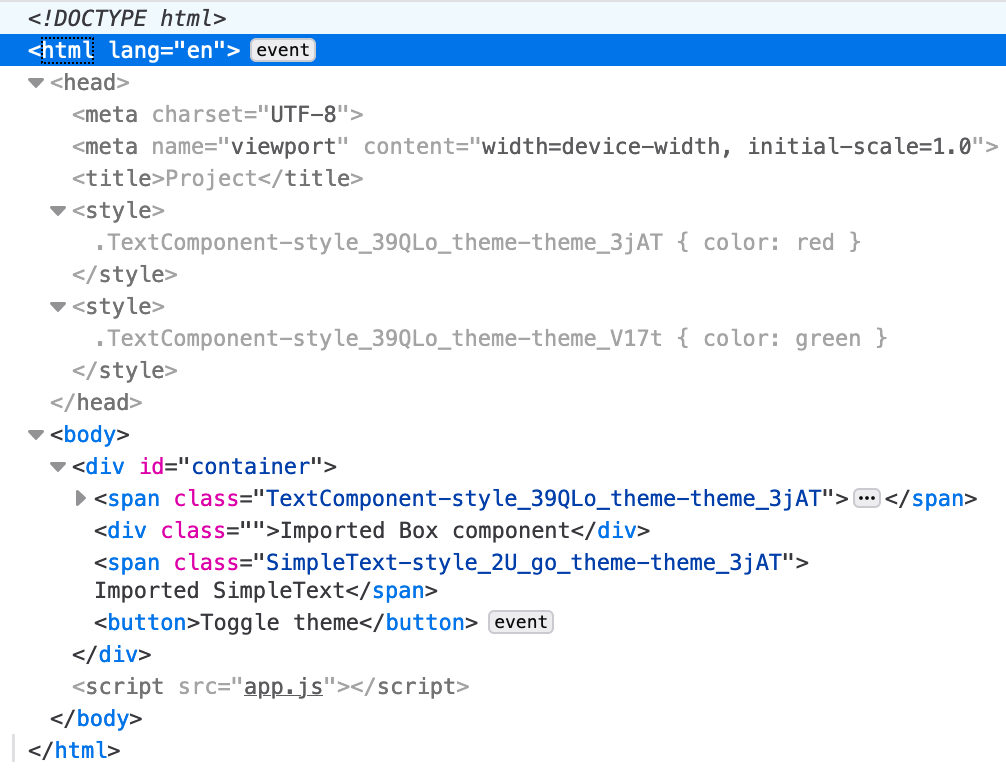 <!DOCTYPE html>
<html lang="en"> event
<head>
<meta charset="UTF-8">
<meta name="viewport" content="width=device-width, initial-scale=1.0">
<title>Project</title>
<style>
.TextComponent-style_39QLo_theme-theme_3jAT { color: red }
</style>
<style>
.TextComponent-style_39QLo_theme-theme_V17t { color: green }
</style>
</head>
<body>
<div id="container">
<span class="TextComponent-style_39QLo_theme-theme_3jAT">…</span>
<div class="">Imported Box component</div>
<span class="SimpleText-style_2U_go_theme-theme_3jAT">
Imported SimpleText</span>
<button>Toggle theme</button> event
</div>
<script src="app.js"></script>
</body>
</html>